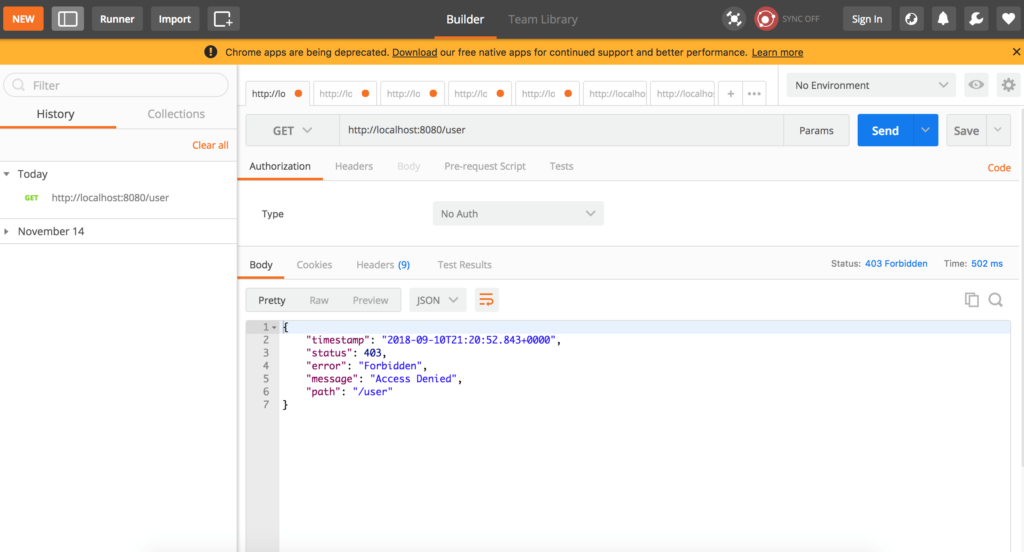 NEW Runner Import Builder Team Library SYNC OFF Sign In
Chrome apps are being deprecated. Download our free native apps for continued support and better performance. Learn more
Filter
History Collections
Clear all
Today
GET http://localhost:8080/user
November 14
http://lo http://lo http://lo http://lo http://lo http://localho http://localho
No Environment
GET http://localhost:8080/user Params Send Save
Authorization Headers Body Pre-request Script Tests Code
Type No Auth
Body Cookies Headers (9) Test Results Status: 403 Forbidden Time: 502 ms
Pretty Raw Preview JSON
1 {
2 "timestamp": "2018-09-10T21:20:52.843+0000",
3 "status": 403,
4 "error": "Forbidden",
5 "message": "Access Denied",
6 "path": "/user"
7 }